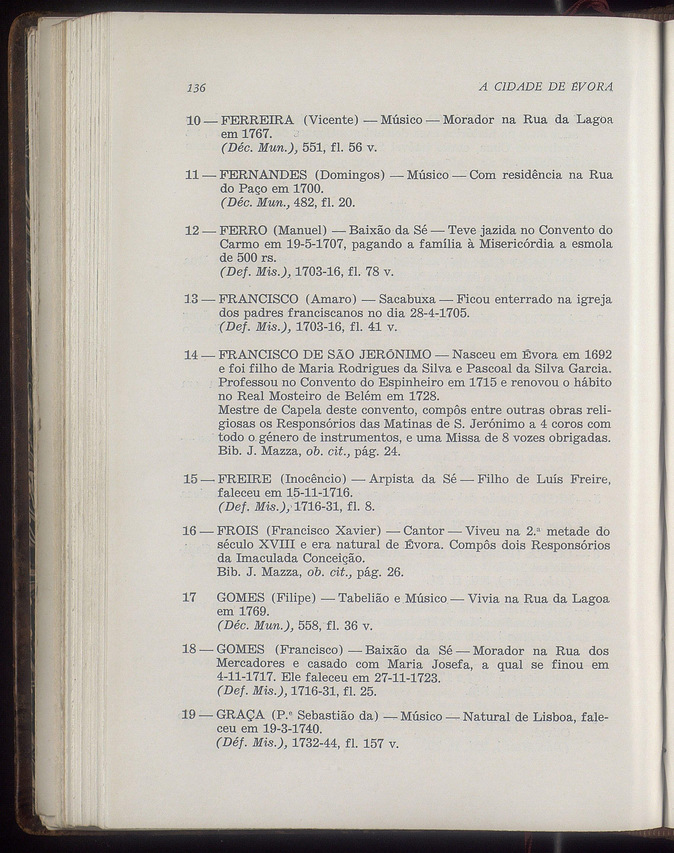 136 A CIDADE DE ÉVORA
10 — FERREIRA (Vicente) — Músico — Morador na Rua da Lagoa
em 1767.
(Déc. Mun.), 551, fl. 56 v.
11 — FERNANDES (Domingos) — Músico — Com residência na Rua
do Paço em 1700.
(Déc. Mun., 482, fl. 20.
12 — FERRO (Manuel) — Baixão da Sé — Teve jazida no Convento do
Carmo em 19-5-1707, pagando a família à Misericórdia a esmola
de 500 rs.
(Def. Mis.), 1703-16, fl. 78 v.
13 — FRANCISCO (Amaro) — Sacabuxa — Ficou enterrado na igreja
dos padres franciscanos no dia 28-4-1705.
(Def. Mis.), 1703-16, fl. 41 v.
14 — FRANCISCO DE SÃO JERÓNIMO — Nasceu em Évora em 1692
e foi filho de Maria Rodrigues da Silva e Pascoal da Silva Garcia.
Professou no Convento do Espinheiro em 1715 e renovou o hábito
no Real Mosteiro de Belém em 1728.
Mestre de Capela deste convento, compôs entre outras obras reli-
giosas os Responsórios das Matinas de S. Jerónimo a 4 coros com
todo o género de instrumentos, e uma Missa de 8 vozes obrigadas.
Bib. J. Mazza, ob. cit., pág. 24.
15 — FREIRE (Inocêncio) — Arpista da Sé — Filho de Luís Freire,
faleceu em 15-11-1716.
(Def. Mis.), 1716-31, fl. 8.
16 — FROIS (Francisco Xavier) — Cantor — Viveu na 2.ª metade do
século XVIII e era natural de Évora. Compôs dois Responsórios
da Imaculada Conceição.
Bib. J. Mazza, ob. cit., pág. 26.
17 GOMES (Filipe) — Tabelião e Músico — Vivia na Rua da Lagoa
em 1769.
(Déc. Mun.), 558, fl. 36 v.
18 — GOMES (Francisco) — Baixão da Sé — Morador na Rua dos
Mercadores e casado com Maria Josefa, a qual se finou em
4-11-1717. Ele faleceu em 27-11-1723.
(Def. Mis.), 1716-31, fl. 25.
19 — GRAÇA (P.e Sebastião da) — Músico — Natural de Lisboa, fale-
ceu em 19-3-1740.
(Déf. Mis.), 1732-44, fl. 157 v.